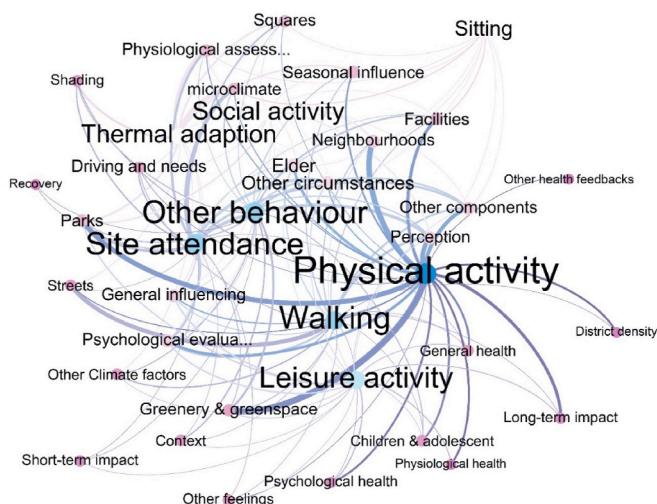 Squares
Sitting
Physiological assess...
Seasonal influence
Shading
microclimate
Social activity
Facilities
Thermal adaption
Neighbourhoods
Driving and needs
Elder
Other health feedbacks
Recovery
Other circumstances
Parks
Other behaviour
Other components
Site attendance
Perception
Physical activity
Streets
General influencing
Walking
District density
Psychological evalua...
General health
Other Climate factors
Leisure activity
Greenery & greenspace
Long-term impact
Context
Children & adolescent
Short-term impact
Physiological health
Psychological health
Other feelings